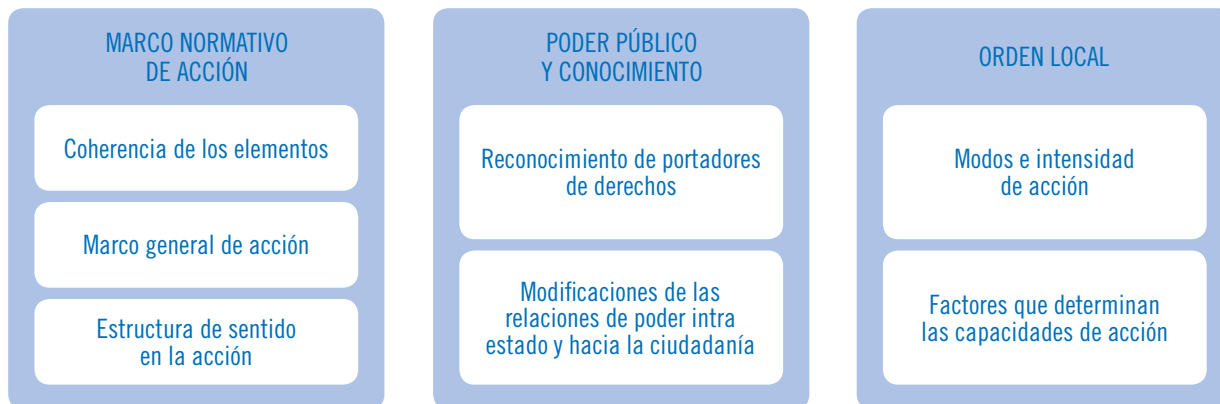 MARCO NORMATIVO
DE ACCIÓN
Coherencia de los elementos
Marco general de acción
Estructura de sentido
en la acción
PODER PÚBLICO
Y CONOCIMIENTO
Reconocimiento de portadores
de derechos
Modificaciones de las
relaciones de poder intra
estado y hacia la ciudadanía
ORDEN LOCAL
Modos e intensidad
de acción
Factores que determinan
las capacidades de acción